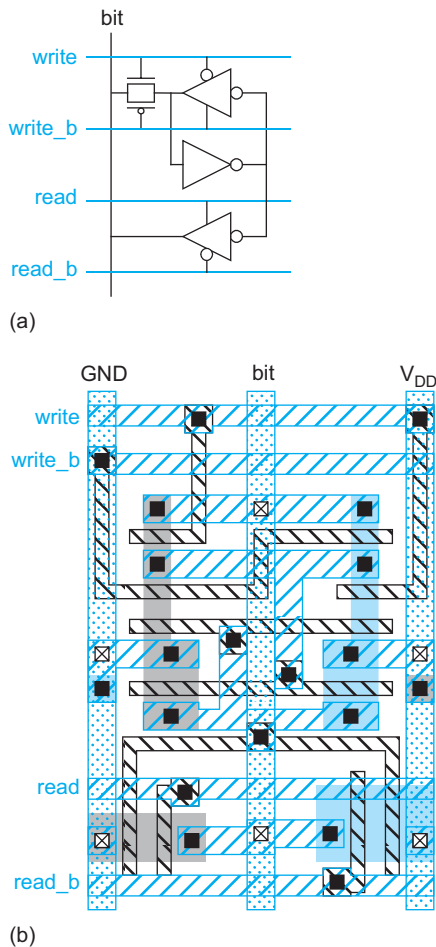 bit
write
write_b
read
read_b
(a)
GND bit VDD
write
write_b
read
read_b
(b)